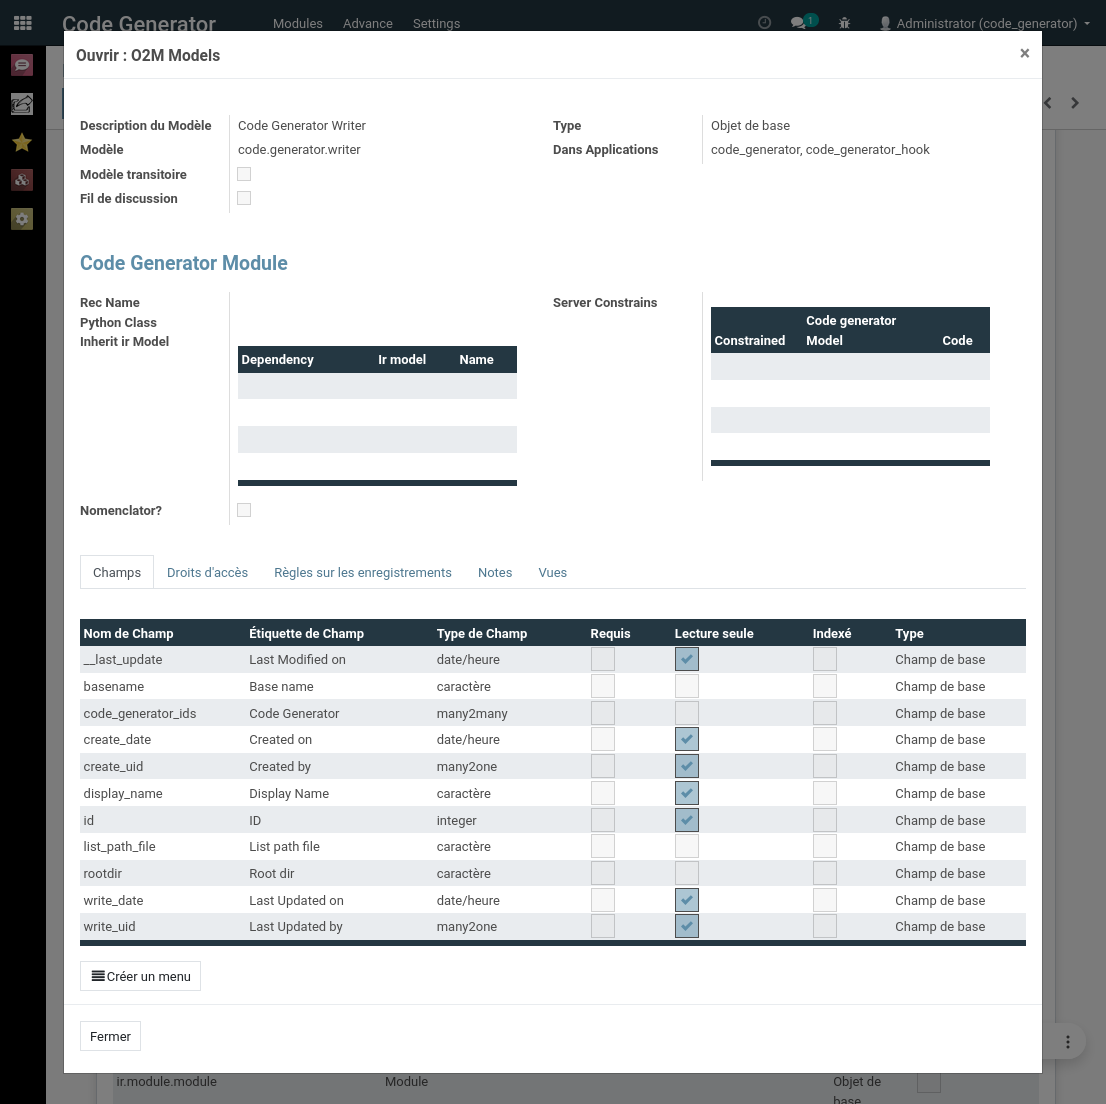 Code Generator Modules Advance Settings 1 Administrator (code_generator)
Ouvrir : O2M Models ×
Description du Modèle Code Generator Writer Type Objet de base
Modèle code.generator.writer Dans Applications code_generator, code_generator_hook
Modèle transitoire
Fil de discussion
Code Generator Module
Rec Name Server Constrains
Python Class
Inherit ir Model
Dependency Ir model Name
Constrained Code generator Model Code
Nomenclator?
Champs Droits d'accès Règles sur les enregistrements Notes Vues
Nom de Champ Étiquette de Champ Type de Champ Requis Lecture seule Indexé Type
__last_update Last Modified on date/heure Champ de base
basename Base name caractère Champ de base
code_generator_ids Code Generator many2many Champ de base
create_date Created on date/heure Champ de base
create_uid Created by many2one Champ de base
display_name Display Name caractère Champ de base
id ID integer Champ de base
list_path_file List path file caractère Champ de base
rootdir Root dir caractère Champ de base
write_date Last Updated on date/heure Champ de base
write_uid Last Updated by many2one Champ de base
Créer un menu
Fermer
ir.module.module Module Objet de
base